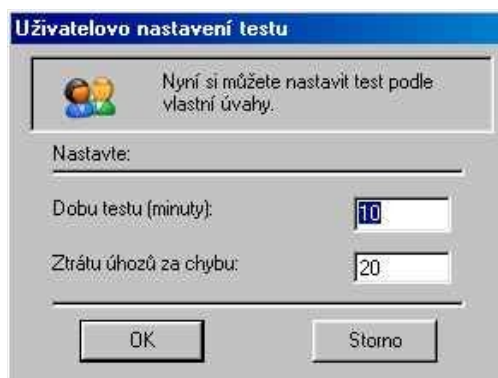 Uživatelovo nastavení testu
Nyní si můžete nastavit test podle
vlastní úvahy.
Nastavte:
Dobu testu (minuty):
10
Ztrátu úhozů za chybu:
20
OK
Storno